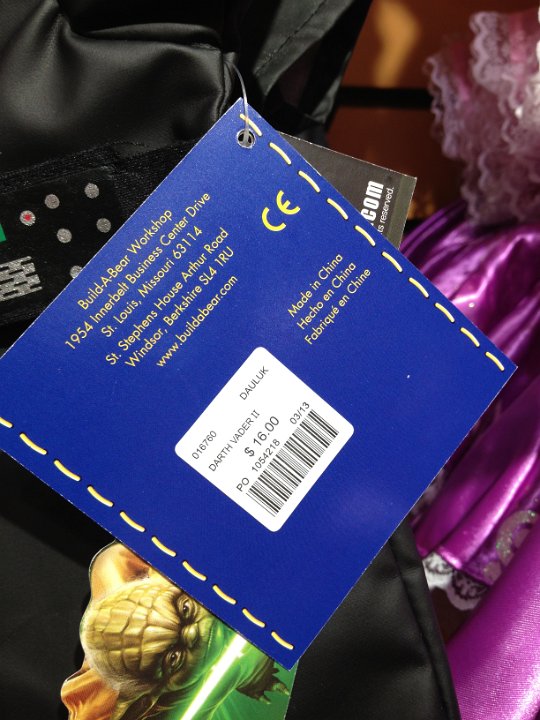 Build-A-Bear Workshop
1954 Innerbelt Business Center Drive
St. Louis, Missouri 63114
St. Stephens House Arthur Road
Windsor, Berkshire SL4 1RU
www.buildabear.com
CE
Made in China
Hecho en China
Fabriqué en Chine
016760 DAULUK
DARTH VADER II
$ 16.00
PO 1054218 03/13
.com
reserved.